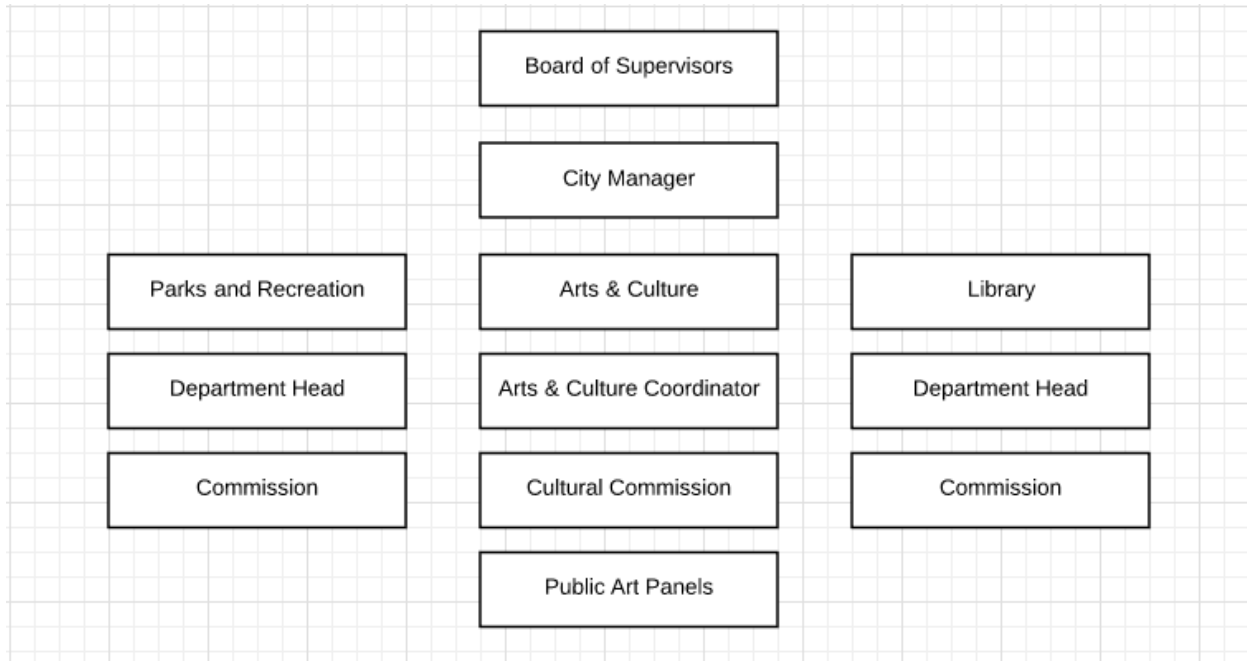 Board of Supervisors
City Manager
Parks and Recreation
Arts & Culture
Library
Department Head
Arts & Culture Coordinator
Department Head
Commission
Cultural Commission
Commission
Public Art Panels